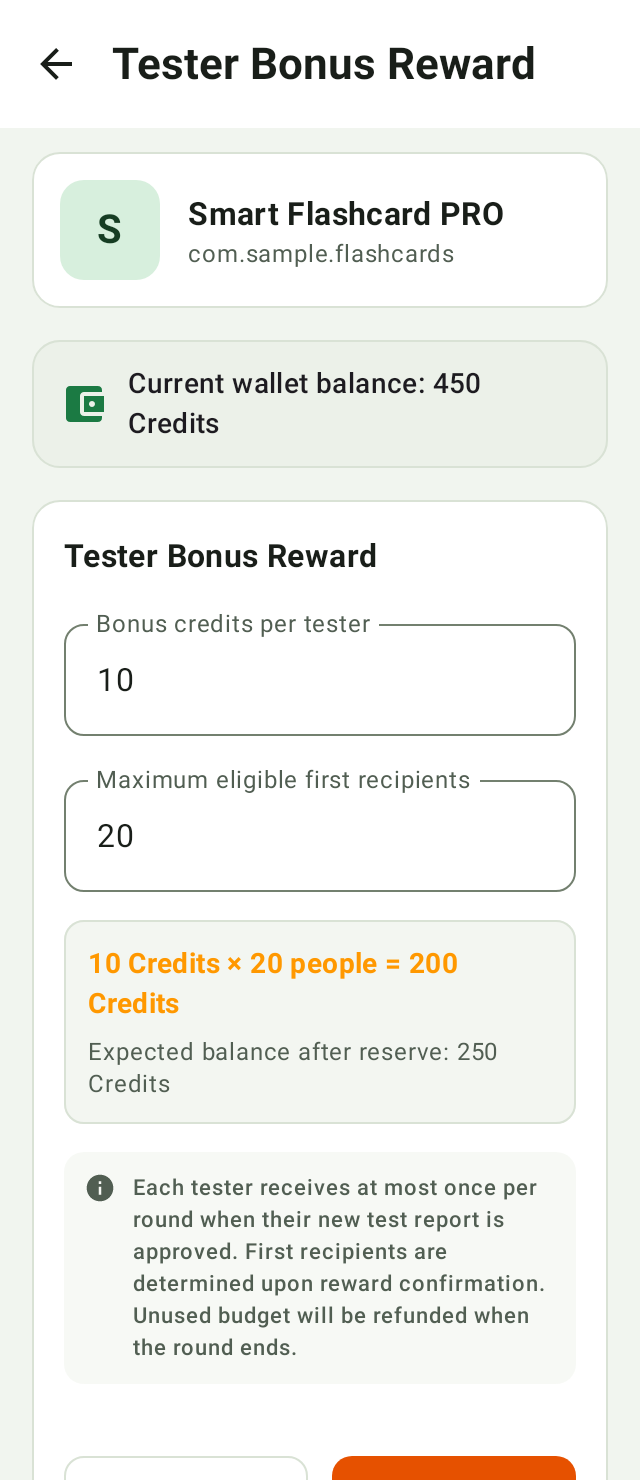 Tester Bonus Reward
S
Smart Flashcard PRO
com.sample.flashcards
Current wallet balance: 450
Credits
Tester Bonus Reward
Bonus credits per tester
10
Maximum eligible first recipients
20
10 Credits × 20 people = 200
Credits
Expected balance after reserve: 250
Credits
Each tester receives at most once per
round when their new test report is
approved. First recipients are
determined upon reward confirmation.
Unused budget will be refunded when
the round ends.